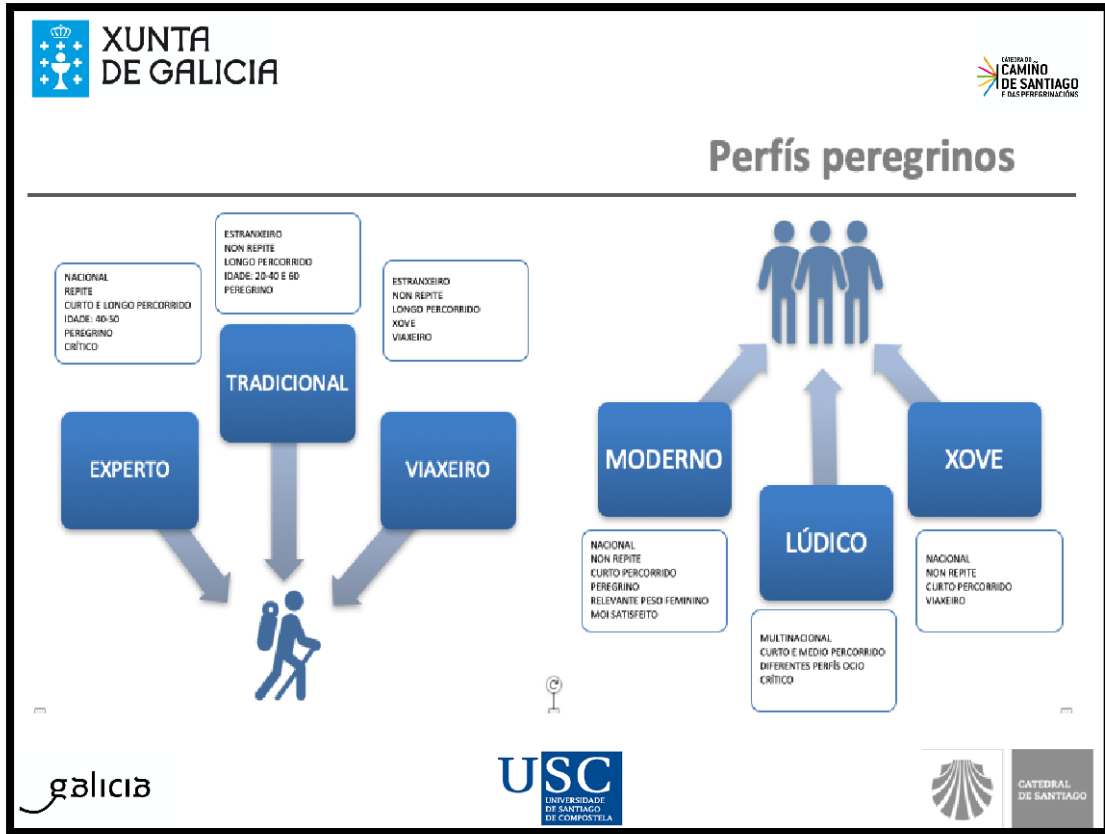 XUNTA
DE GALICIA
CÁTEDRA DO
CAMIÑO
DE SANTIAGO
E DAS PEREGRINACIÓNS
Perfís peregrinos
NACIONAL
REPITE
CURTO E LONGO PERCORRIDO
IDADE: 40-50
PEREGRINO
CRÍTICO
EXPERTO
ESTRANXEIRO
NON REPITE
LONGO PERCORRIDO
IDADE: 20-40 E 60
PEREGRINO
TRADICIONAL
ESTRANXEIRO
NON REPITE
LONGO PERCORRIDO
XOVE
VIAXEIRO
VIAXEIRO
MODERNO
NACIONAL
NON REPITE
CURTO PERCORRIDO
PEREGRINO
RELEVANTE PESO FEMININO
MOI SATISFEITO
LÚDICO
MULTINACIONAL
CURTO E MEDIO PERCORRIDO
DIFERENTES PERFÍS OCIO
CRÍTICO
XOVE
NACIONAL
NON REPITE
CURTO PERCORRIDO
VIAXEIRO
galicia
USC
UNIVERSIDADE
DE SANTIAGO
DE COMPOSTELA
CATEDRAL
DE SANTIAGO